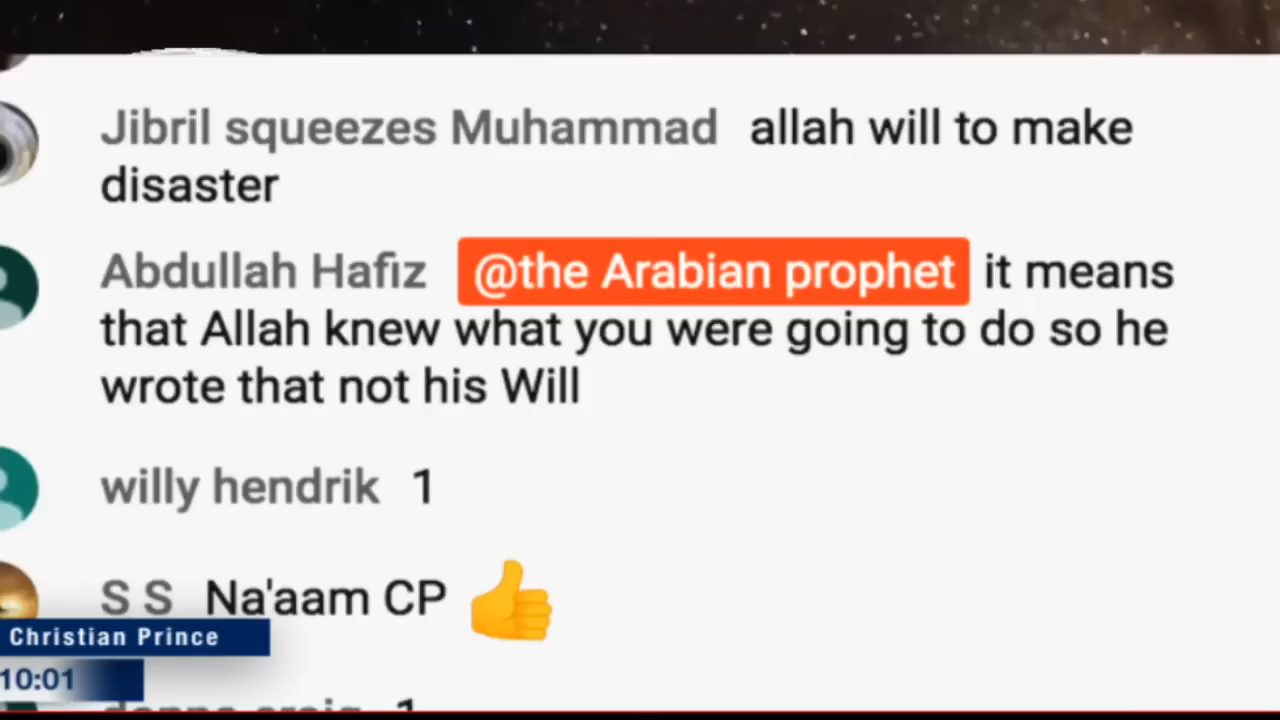 Jibril squeezes Muhammad allah will to make
disaster
Abdullah Hafiz @the Arabian prophet it means
that Allah knew what you were going to do so he
wrote that not his Will
willy hendrik 1
S S Na'aam CP 👍
Christian Prince
10:01
1